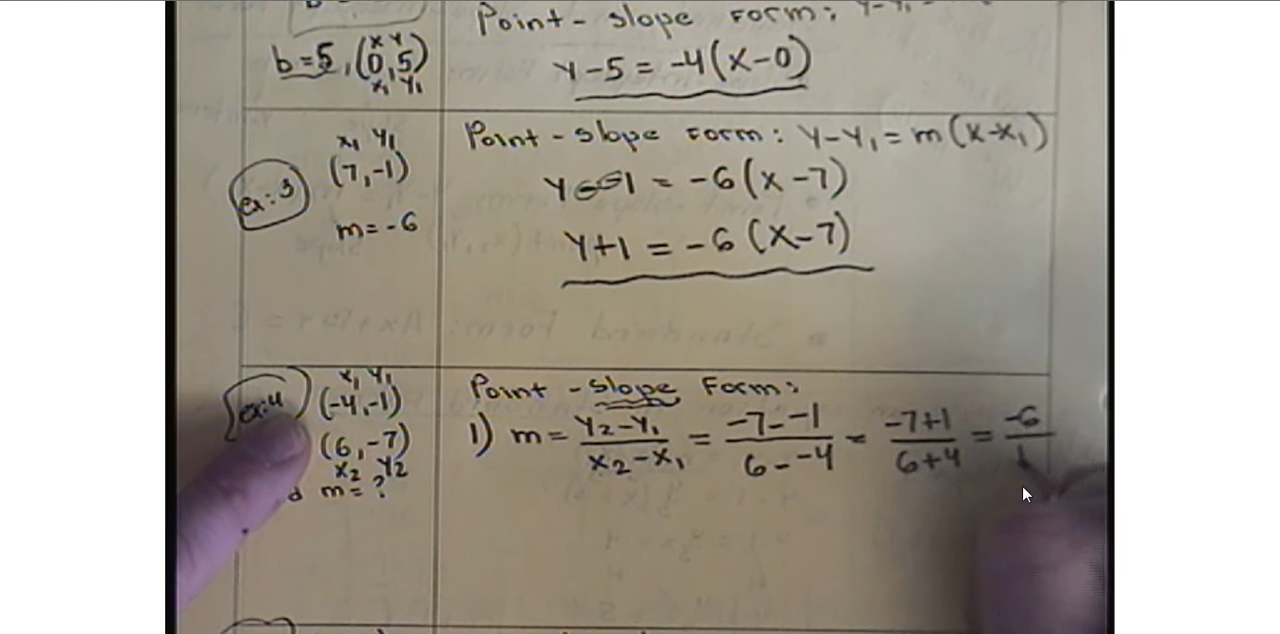 Point - slope Form: y-y₁ =
b=5, (0,5)
x y
x₁ y₁
y-5 = -4(x-0)
ex: 3
x₁ y₁
(7,-1)
m=-6
Point - slope Form: y-y₁ = m(x-x₁)
y--1 = -6(x-7)
y+1 = -6(x-7)
ex: 4
x₁ y₁
(-4,-1)
(6,-7)
x₂ y₂
m=?
Point - slope Form:
1) m = y₂-y₁ / x₂-x₁ = -7--1 / 6--4 = -7+1 / 6+4 = -6 /